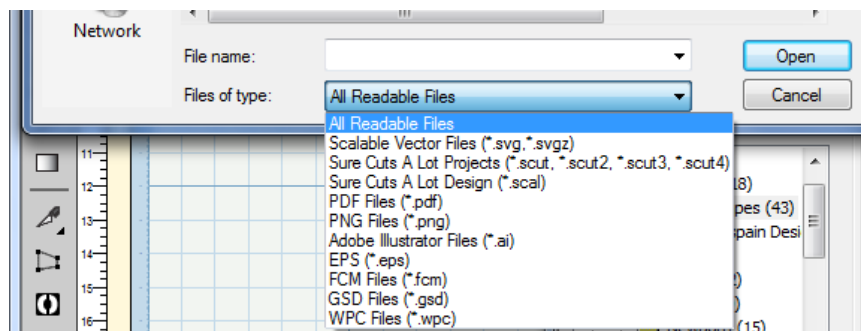 Network
File name:
Open
Files of type:
All Readable Files
Cancel
All Readable Files
Scalable Vector Files (*.svg,*.svgz)
Sure Cuts A Lot Projects (*.scut, *.scut2, *.scut3, *.scut4)
Sure Cuts A Lot Design (*.scal)
PDF Files (*.pdf)
PNG Files (*.png)
Adobe Illustrator Files (*.ai)
EPS (*.eps)
FCM Files (*.fcm)
GSD Files (*.gsd)
WPC Files (*.wpc)
11
12
13
14
15
16
18)
pes (43)
pain Desi
)
)
(15)